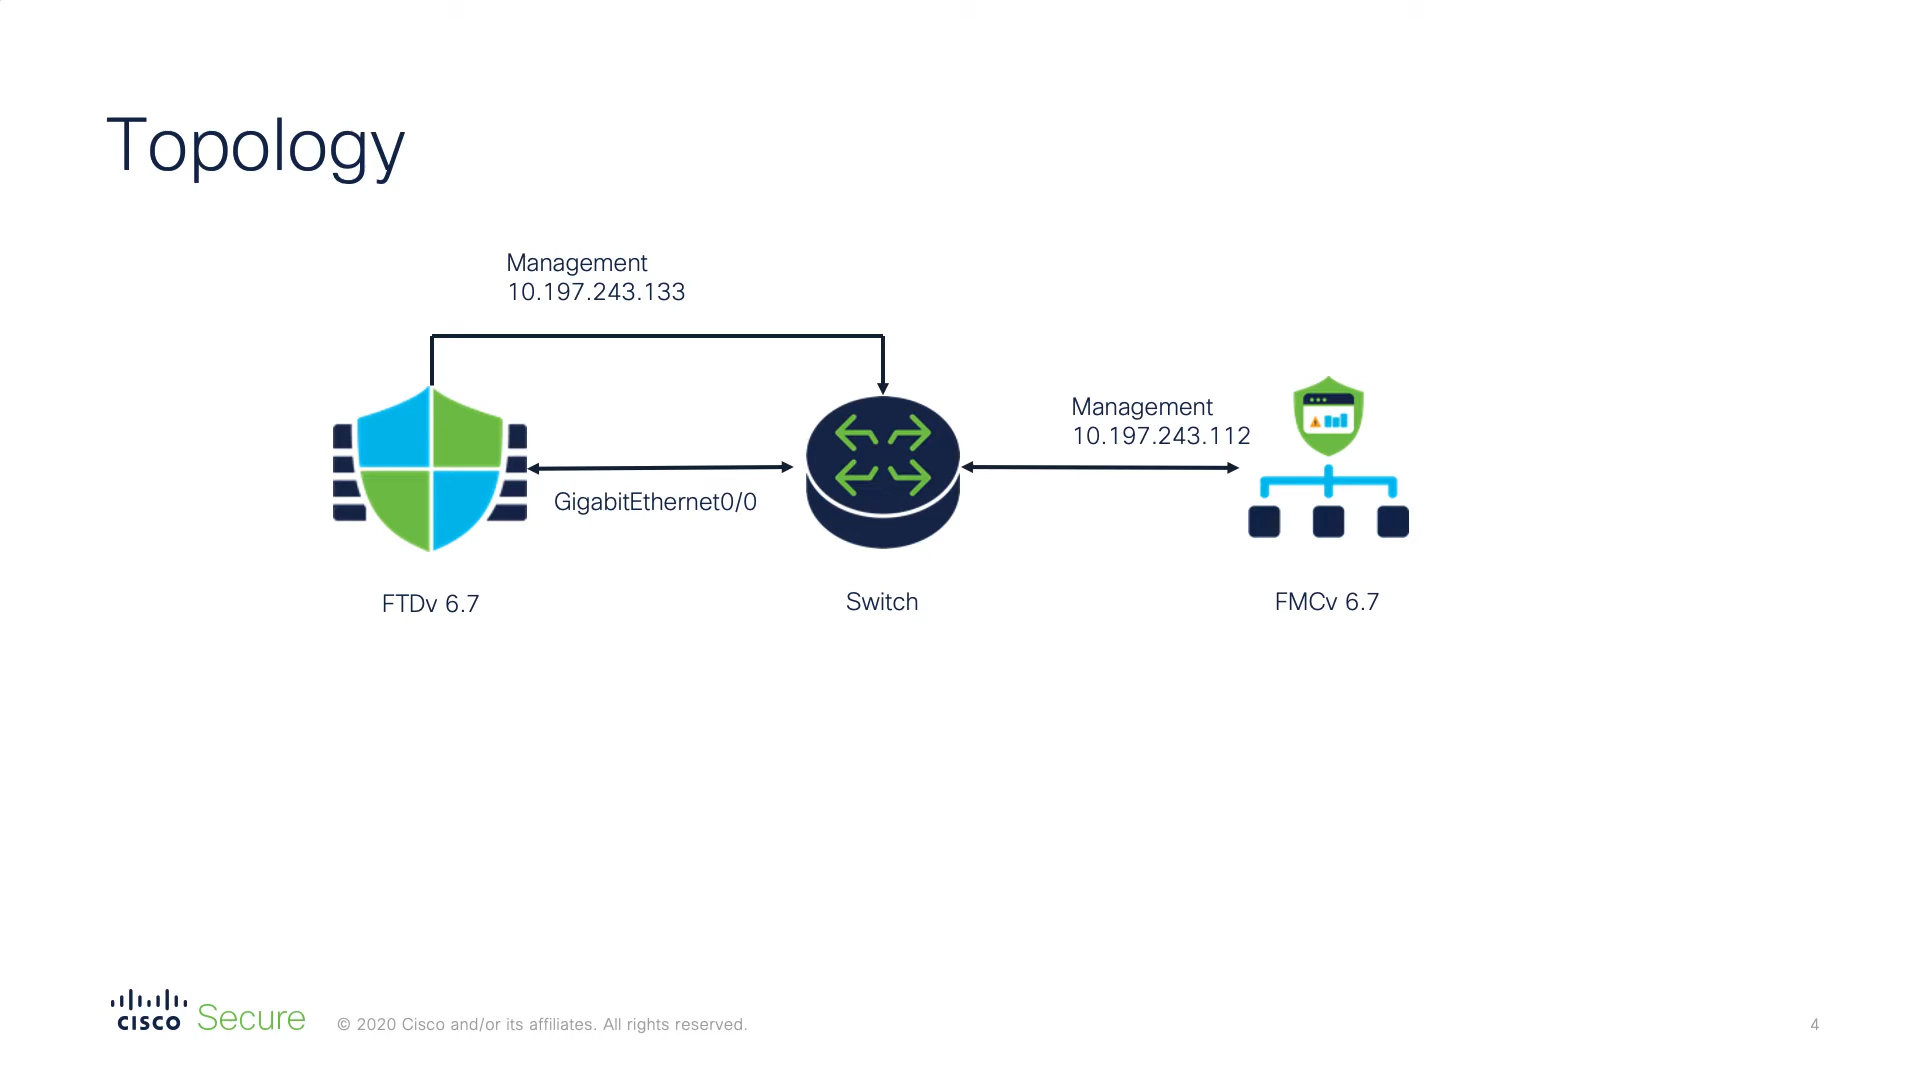 Topology
Management
10.197.243.133
Management
10.197.243.112
GigabitEthernet0/0
FTDv 6.7
Switch
FMCv 6.7
cisco Secure
© 2020 Cisco and/or its affiliates. All rights reserved.
4